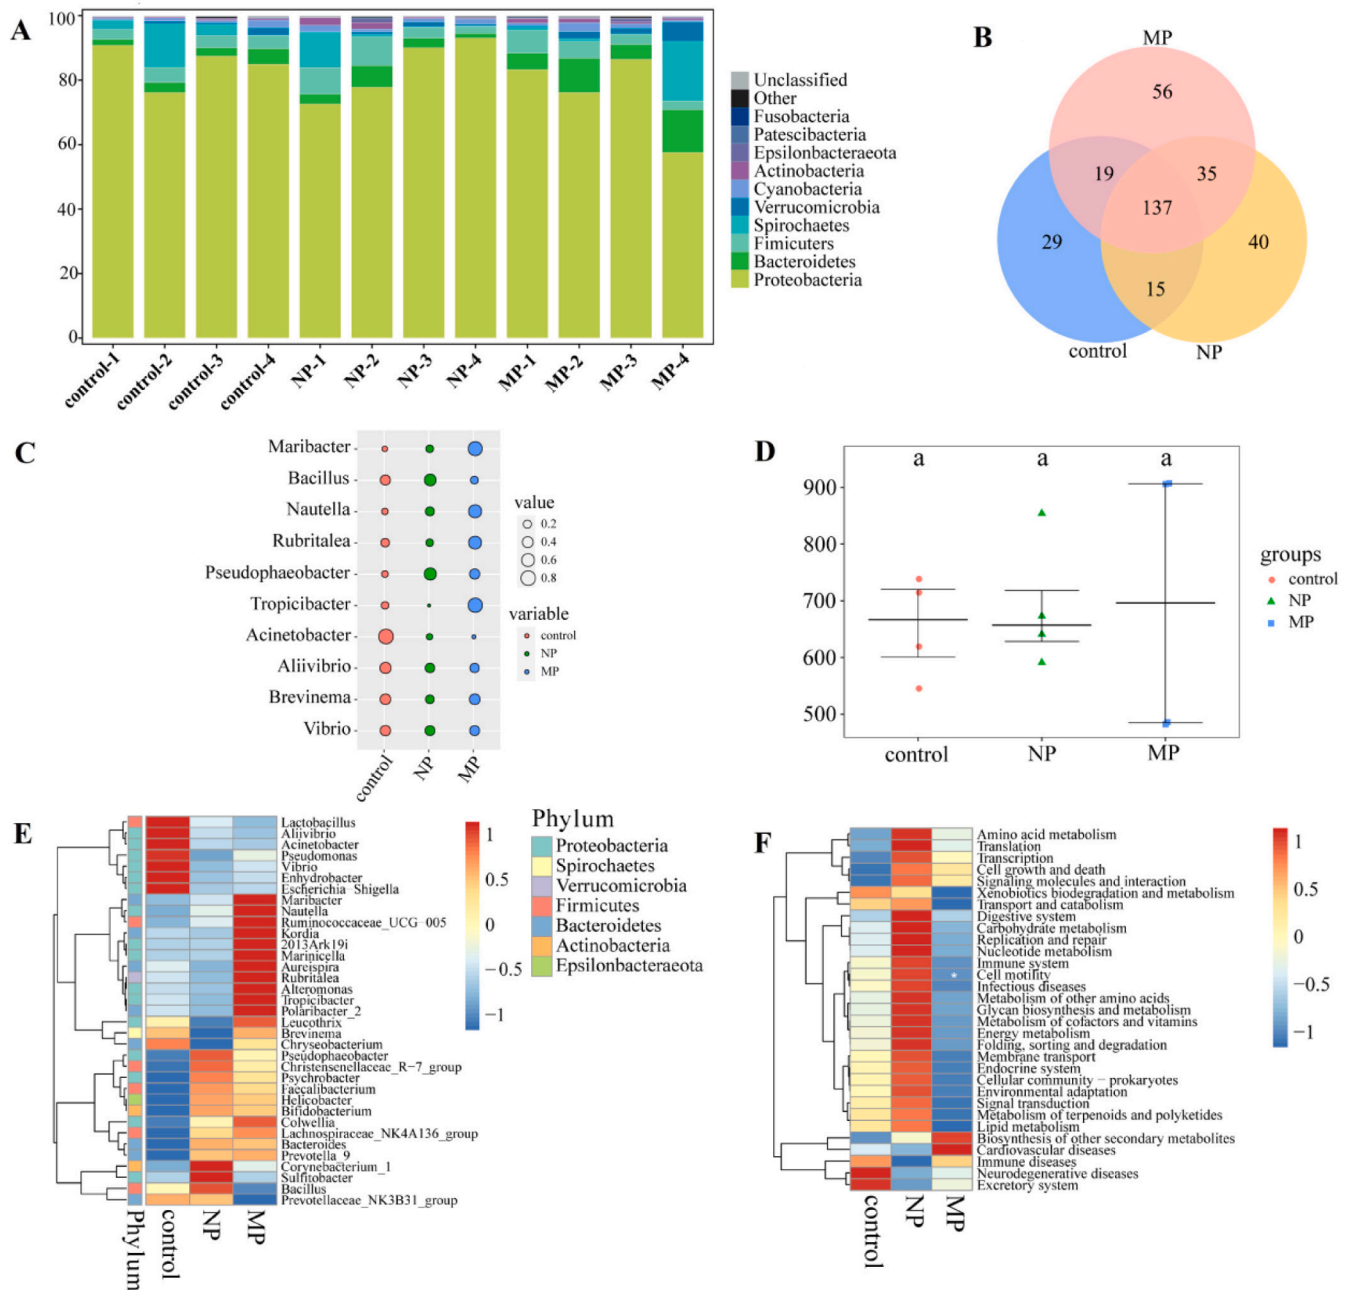 A
100
80
60
40
20
0
control-1
control-2
control-3
control-4
NP-1
NP-2
NP-3
NP-4
MP-1
MP-2
MP-3
MP-4
Unclassified
Other
Fusobacteria
Patescibacteria
Epsilonbacteraeota
Actinobacteria
Cyanobacteria
Verrucomicrobia
Spirochaetes
Fimicuters
Bacteroidetes
Proteobacteria
B
MP
56
19
35
137
29
40
15
control
NP
C
Maribacter
Bacillus
Nautella
Rubritalea
Pseudophaeobacter
Tropicibacter
Acinetobacter
Aliivibrio
Brevinema
Vibrio
control
NP
MP
value
0.2
0.4
0.6
0.8
variable
control
NP
MP
D
a a a
900
800
700
600
500
control
NP
MP
groups
control
NP
MP
E
Lactobacillus
Aliivibrio
Acinetobacter
Pseudomonas
Vibrio
Enhydrobacter
Escherichia-Shigella
Maribacter
Nautella
Ruminococcaceae_UCG-005
Kordia
2013Ark19i
Marinicella
Aureispira
Rubritalea
Alteromonas
Tropicibacter
Polaribacter_2
Leucothrix
Brevinema
Chryseobacterium
Pseudophaeobacter
Christensenellaceae_R-7_group
Psychrobacter
Faecalibacterium
Helicobacter
Bifidobacterium
Colwellia
Lachnospiraceae_NK4A136_group
Bacteroides
Prevotella_9
Corynebacterium_1
Sulfitobacter
Bacillus
Prevotellaceae_NK3B31_group
Phylum
control
NP
MP
1
0.5
0
-0.5
-1
Phylum
Proteobacteria
Spirochaetes
Verrucomicrobia
Firmicutes
Bacteroidetes
Actinobacteria
Epsilonbacteraeota
F
Amino acid metabolism
Translation
Transcription
Cell growth and death
Signaling molecules and interaction
Xenobiotics biodegradation and metabolism
Transport and catabolism
Digestive system
Carbohydrate metabolism
Replication and repair
Nucleotide metabolism
Immune system
* Cell motility
Infectious diseases
Metabolism of other amino acids
Glycan biosynthesis and metabolism
Metabolism of cofactors and vitamins
Energy metabolism
Folding, sorting and degradation
Membrane transport
Endocrine system
Cellular community - prokaryotes
Environmental adaptation
Signal transduction
Metabolism of terpenoids and polyketides
Lipid metabolism
Biosynthesis of other secondary metabolites
Cardiovascular diseases
Immune diseases
Neurodegenerative diseases
Excretory system
control
NP
MP
1
0.5
0
-0.5
-1